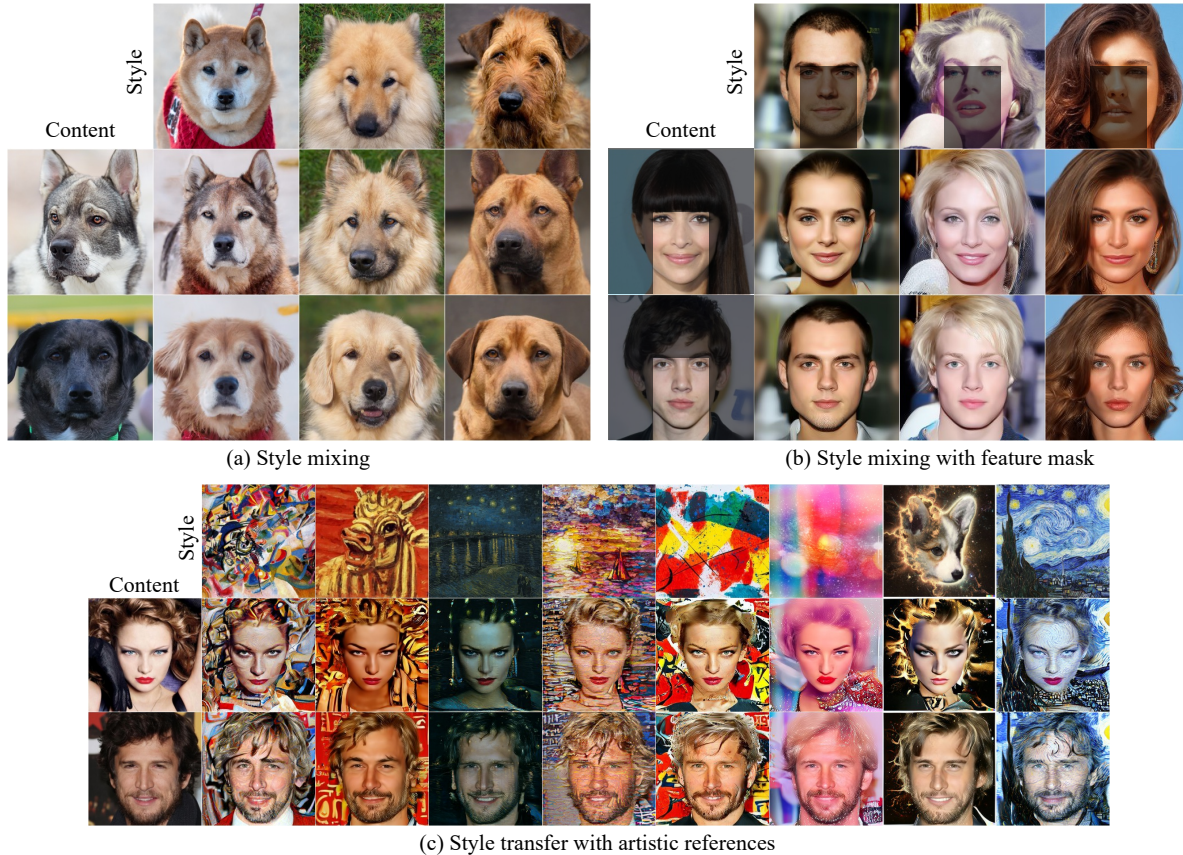 Style
Content
(a) Style mixing
Style
Content
(b) Style mixing with feature mask
Style
Content
(c) Style transfer with artistic references